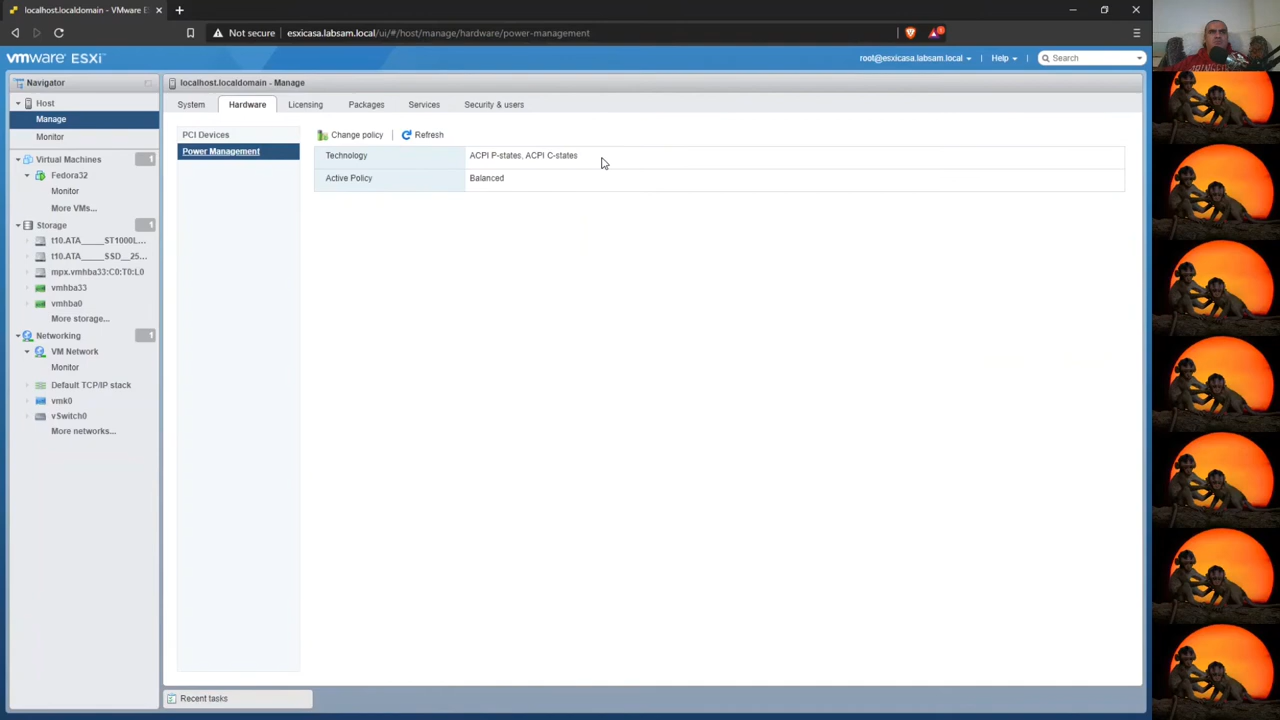 localhost.localdomain - VMware E
Not secure
esxicasa.labsam.local/ui/#/host/manage/hardware/power-management
vmware ESXi
root@esxicasa.labsam.local
Help
Search
Navigator
localhost.localdomain - Manage
Host
Manage
Monitor
Virtual Machines
1
Fedora32
Monitor
More VMs...
Storage
1
t10.ATA_____ST1000L...
t10.ATA_____SSD__25...
mpx.vmhba33:C0:T0:L0
vmhba33
vmhba0
More storage...
Networking
1
VM Network
Monitor
Default TCP/IP stack
vmk0
vSwitch0
More networks...
System
Hardware
Licensing
Packages
Services
Security & users
PCI Devices
Power Management
Change policy
Refresh
Technology
ACPI P-states, ACPI C-states
Active Policy
Balanced
Recent tasks